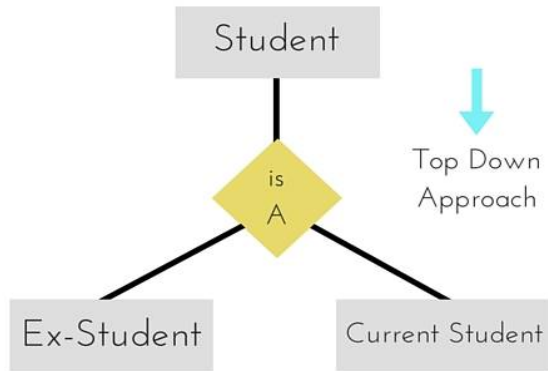 Student
Top Down
Approach
is
A
Ex-Student
Current Student